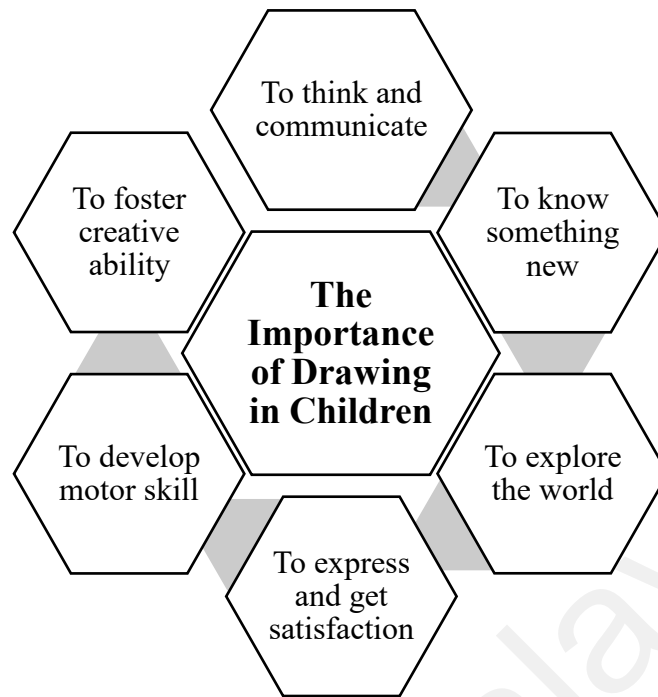 To think and
communicate
To know
something
new
To explore
the world
To express
and get
satisfaction
To develop
motor skill
To foster
creative
ability
The
Importance
of Drawing
in Children